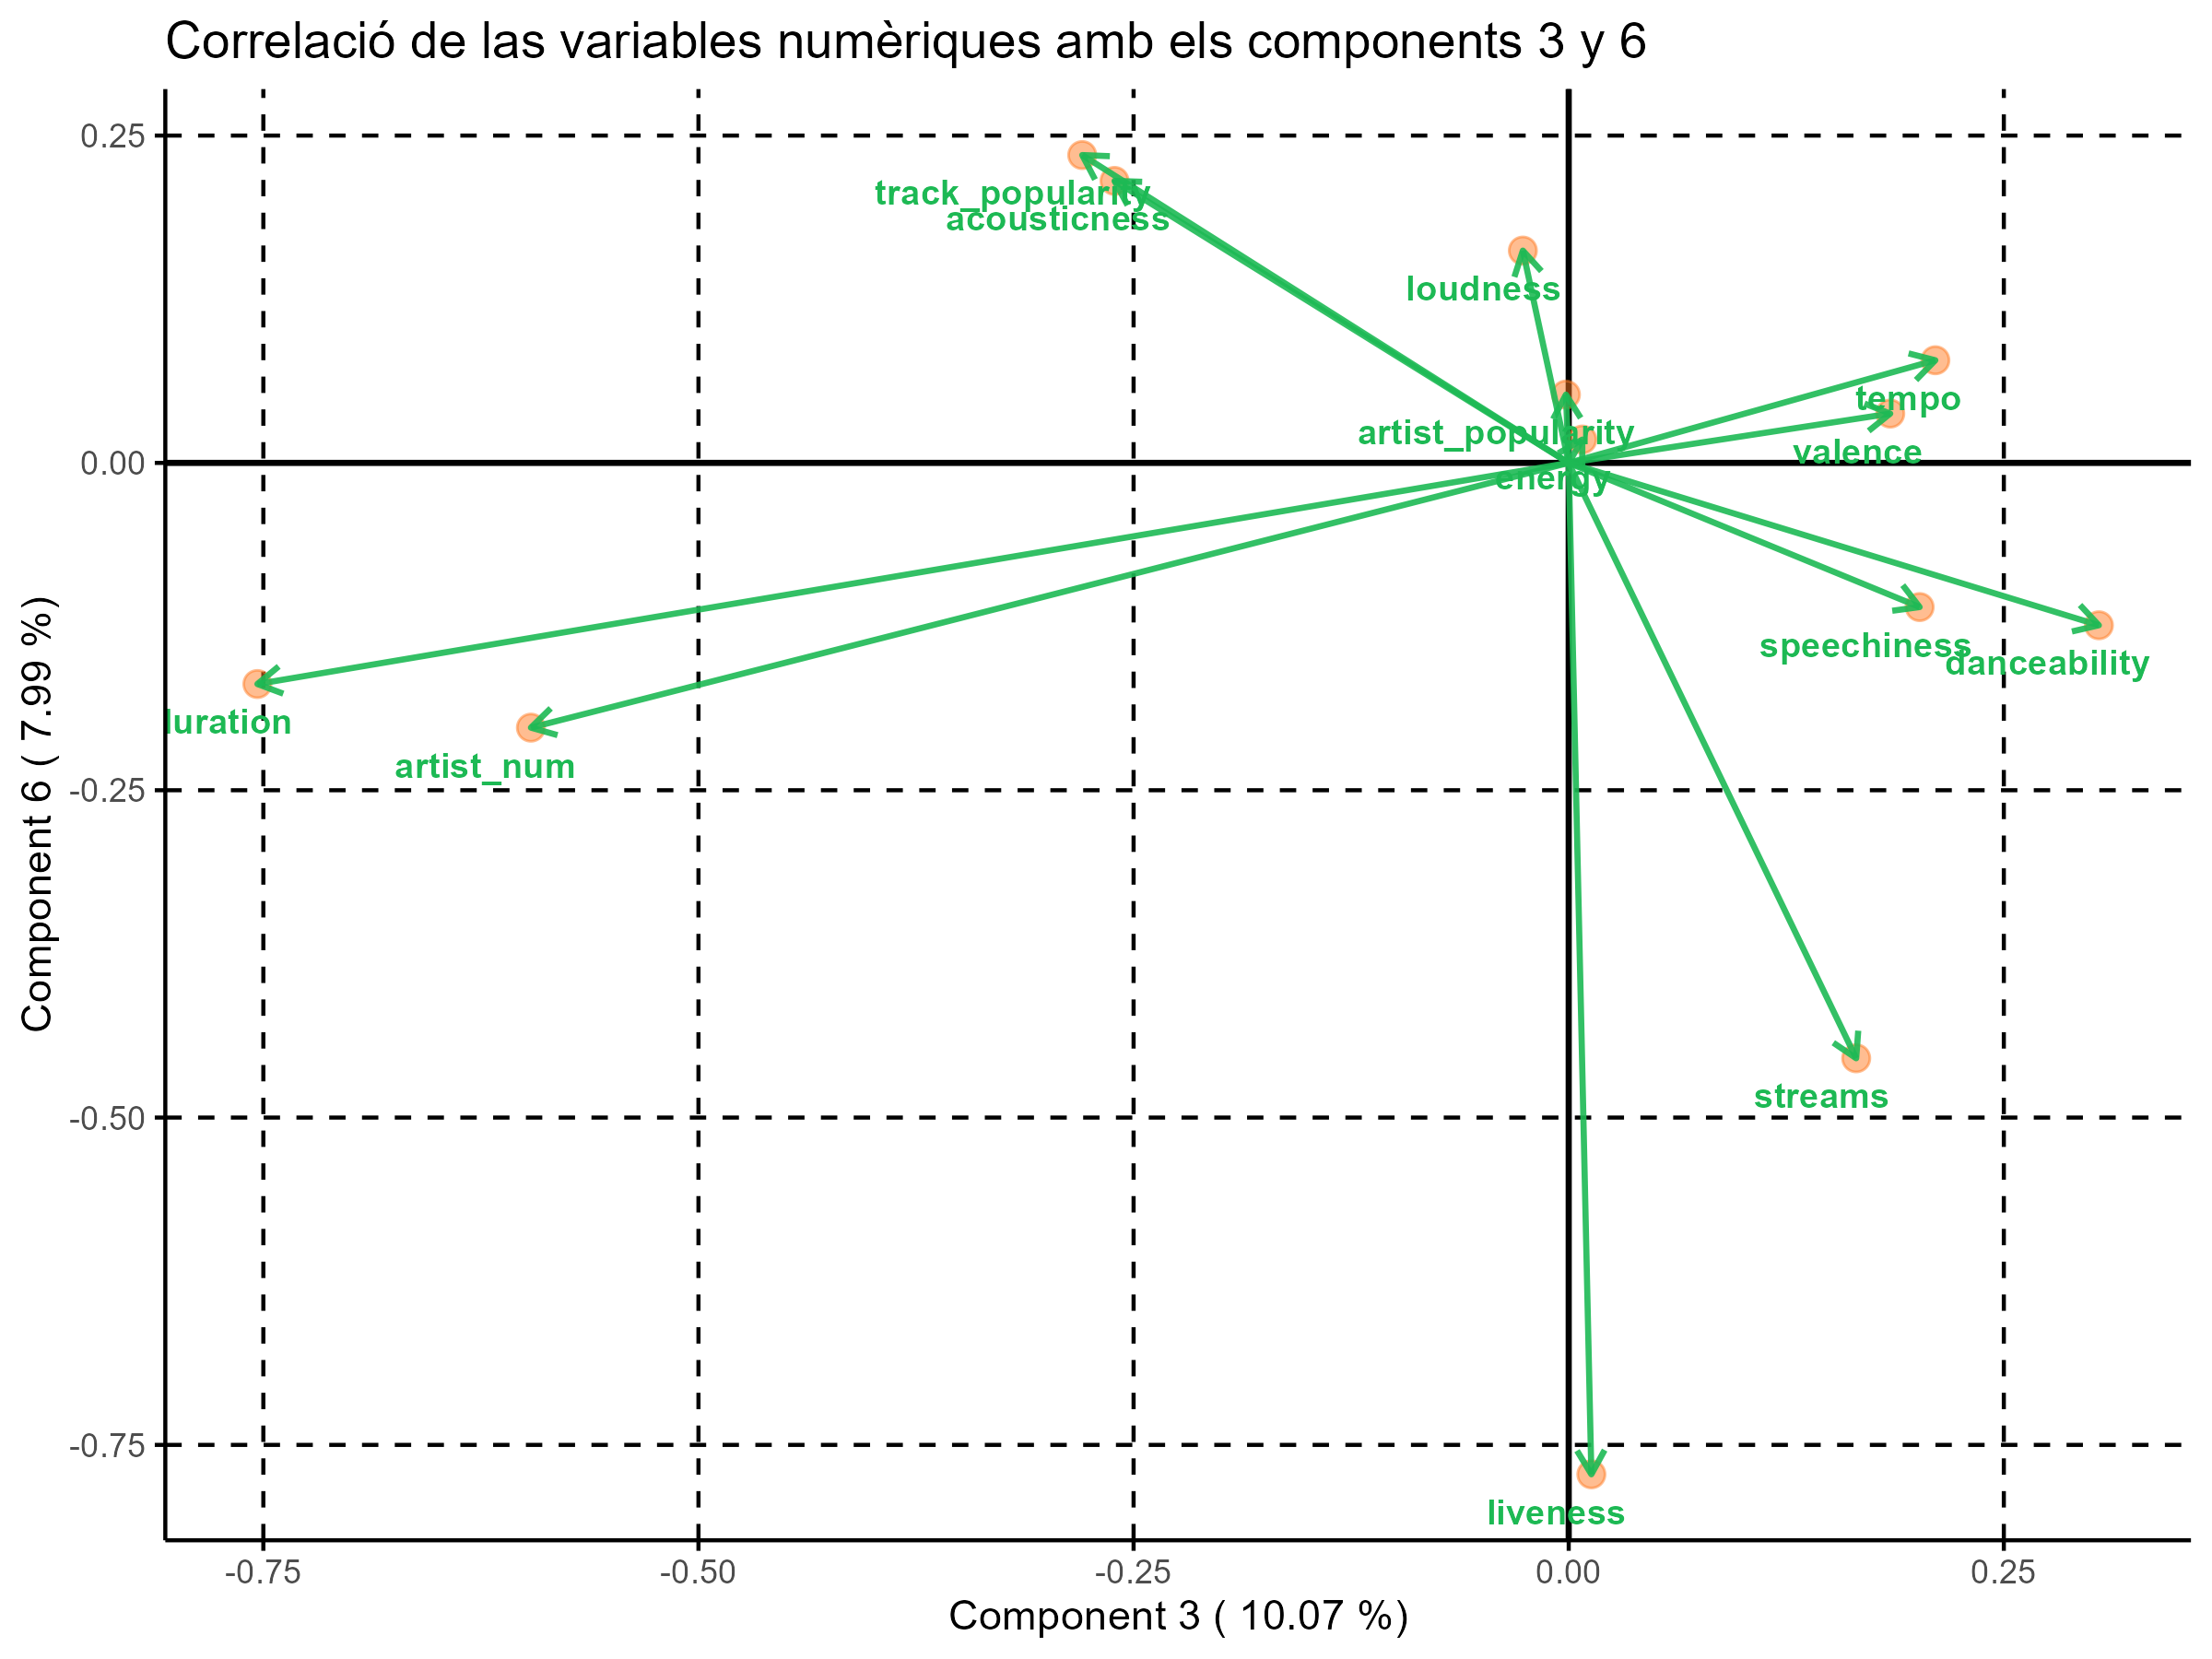 Correlació de las variables numèriques amb els components 3 y 6
0.25
0.00
-0.25
-0.50
-0.75
Component 6 ( 7.99 %)
track_popularity
acousticness
loudness
tempo
artist_popularity
valence
energy
speechiness
danceability
luration
artist_num
streams
liveness
-0.75
-0.50
-0.25
0.00
0.25
Component 3 ( 10.07 %)